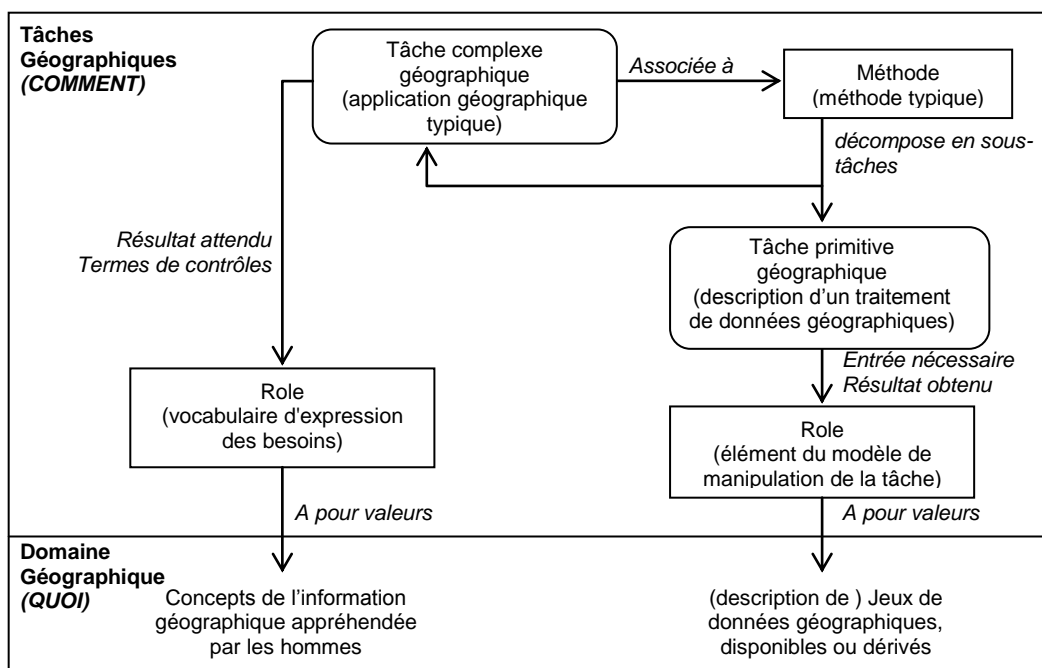 Tâches
Géographiques
(COMMENT)
Tâche complexe
géographique
(application géographique
typique)
Associée à
Méthode
(méthode typique)
décompose en sous-
tâches
Résultat attendu
Termes de contrôles
Tâche primitive
géographique
(description d'un traitement
de données géographiques)
Entrée nécessaire
Résultat obtenu
Role
(vocabulaire d'expression
des besoins)
Role
(élément du modèle de
manipulation de la tâche)
A pour valeurs
A pour valeurs
Domaine
Géographique
(QUOI)
Concepts de l'information
géographique appréhendée
par les hommes
(description de ) Jeux de
données géographiques,
disponibles ou dérivés